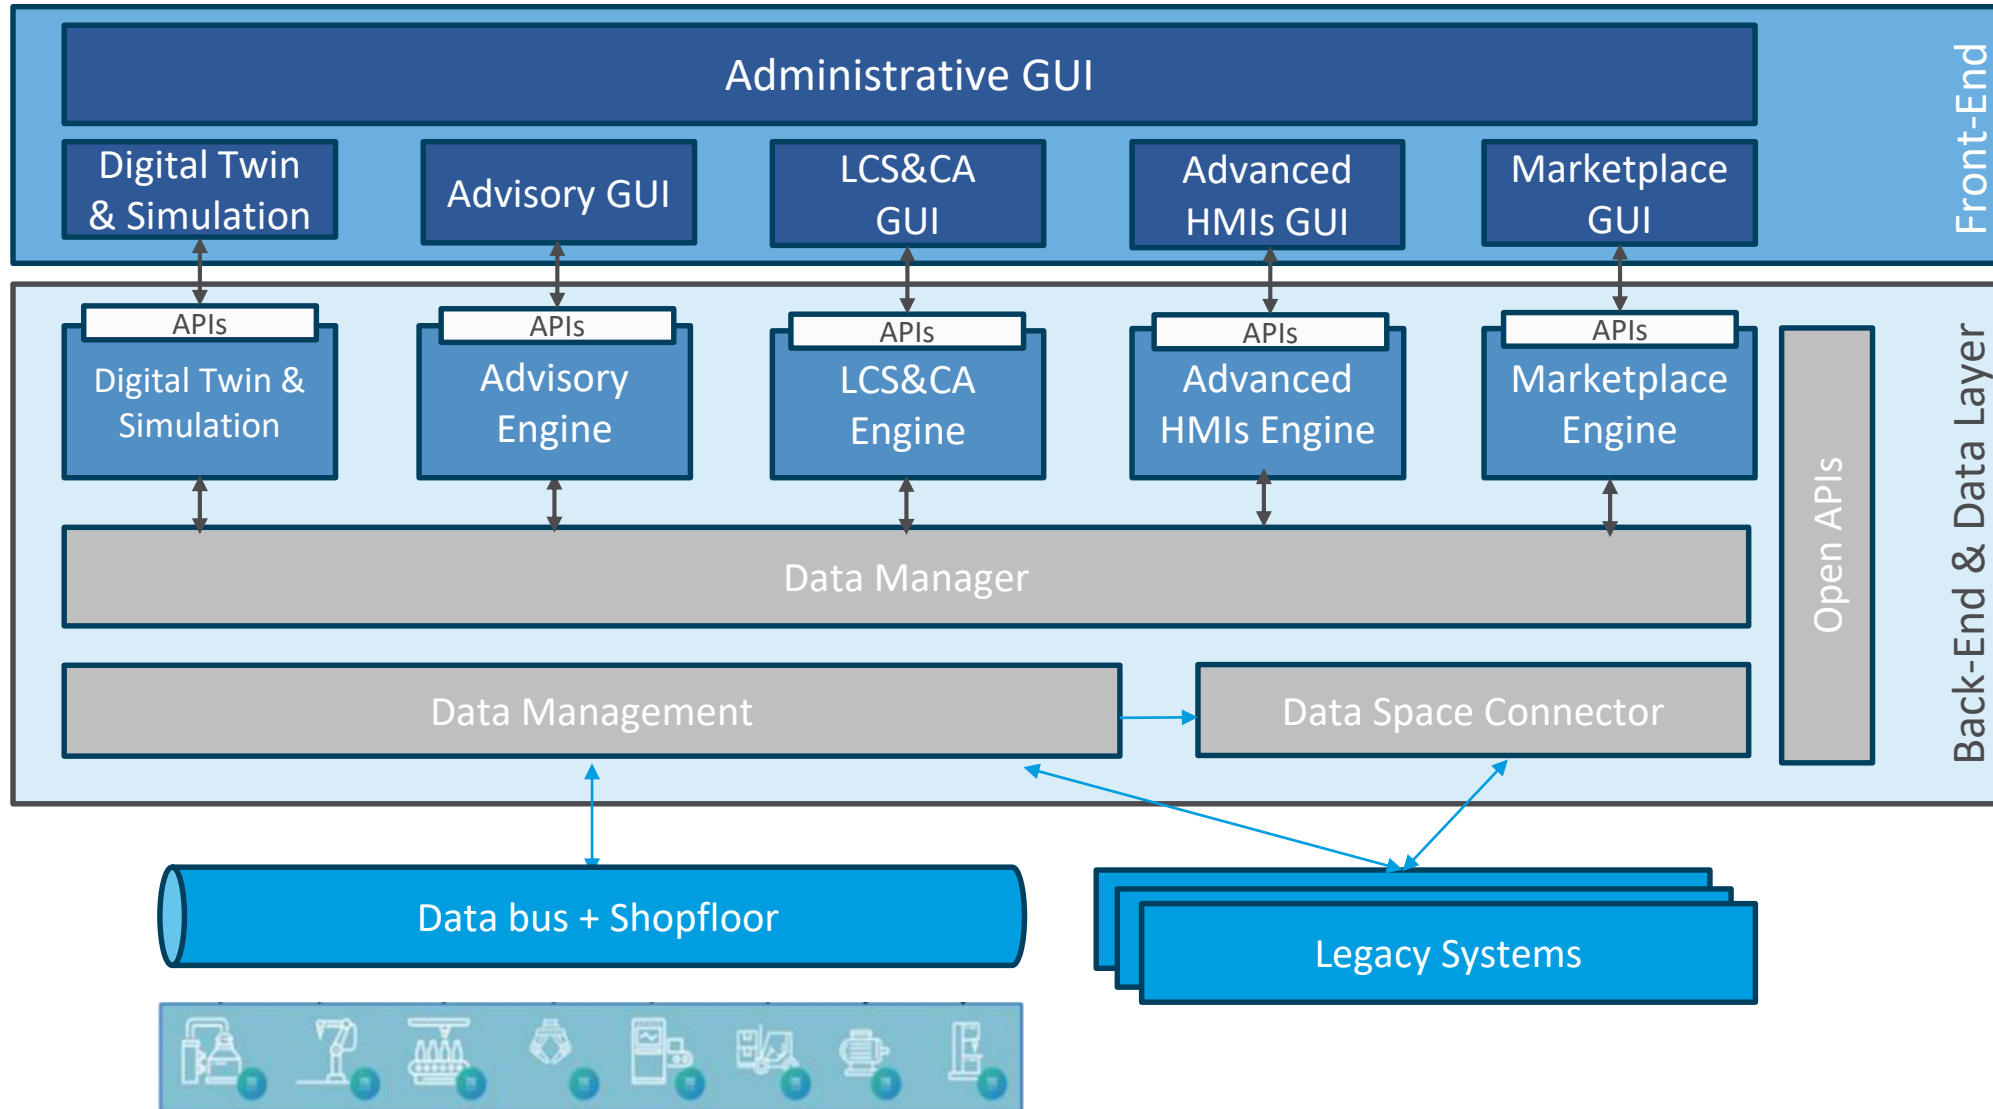 Administrative GUI
Front-End
Digital Twin
& Simulation
Advisory GUI
LCS&CA
GUI
Advanced
HMIs GUI
Marketplace
GUI
APIs
APIs
APIs
APIs
APIs
Digital Twin &
Simulation
Advisory
Engine
LCS&CA
Engine
Advanced
HMIs Engine
Marketplace
Engine
Open APIs
Back-End & Data Layer
Data Manager
Data Management
Data Space Connector
Data bus + Shopfloor
Legacy Systems